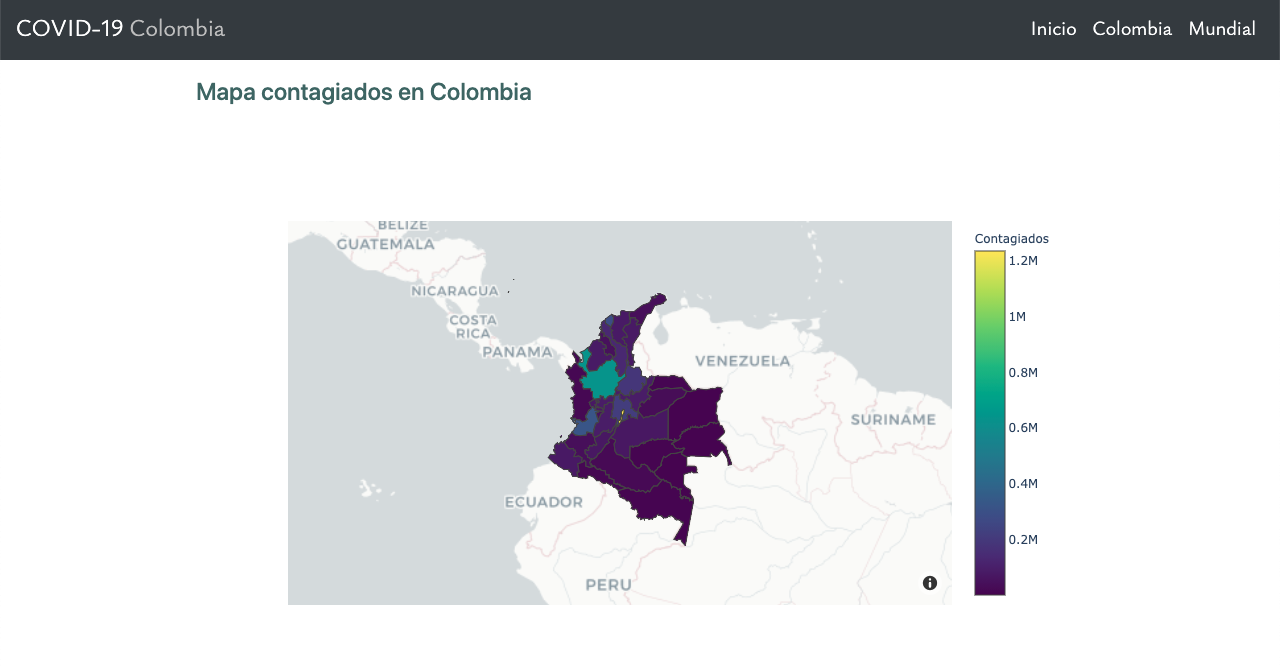 COVID-19 Colombia
Inicio Colombia Mundial
Mapa contagiados en Colombia
BELIZE
GUATEMALA
NICARAGUA
COSTA
RICA
PANAMA
VENEZUELA
SURINAME
ECUADOR
PERU
Contagiados
1.2M
1M
0.8M
0.6M
0.4M
0.2M